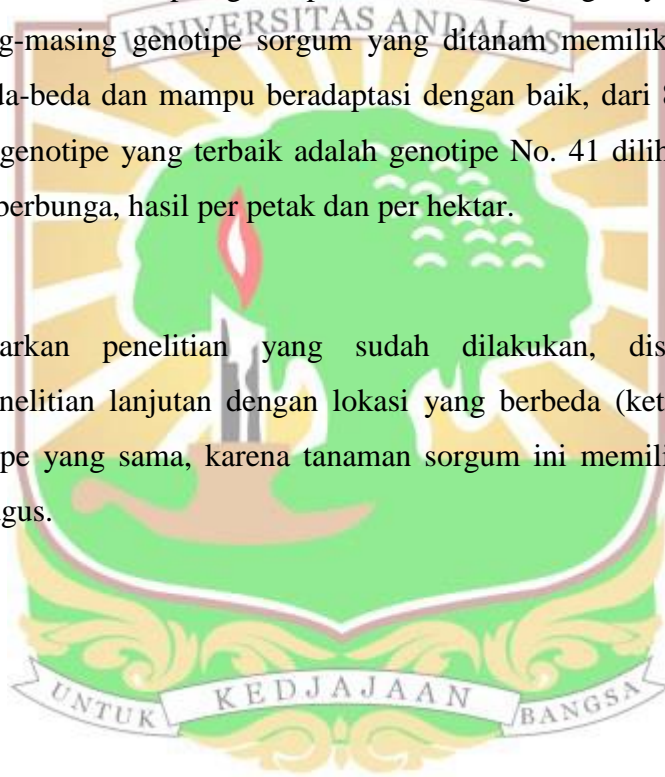 UNIVERSITAS ANDALAS
g-masing genotipe sorgum yang ditanam memilik
la-beda dan mampu beradaptasi dengan baik, dari
genotipe yang terbaik adalah genotipe No. 41 dilih
berbunga, hasil per petak dan per hektar.
arkan penelitian yang sudah dilakukan, dis
nelitian lanjutan dengan lokasi yang berbeda (ket
pe yang sama, karena tanaman sorgum ini memili
gus.
UNTUK KEDJAJAAN BANGSA